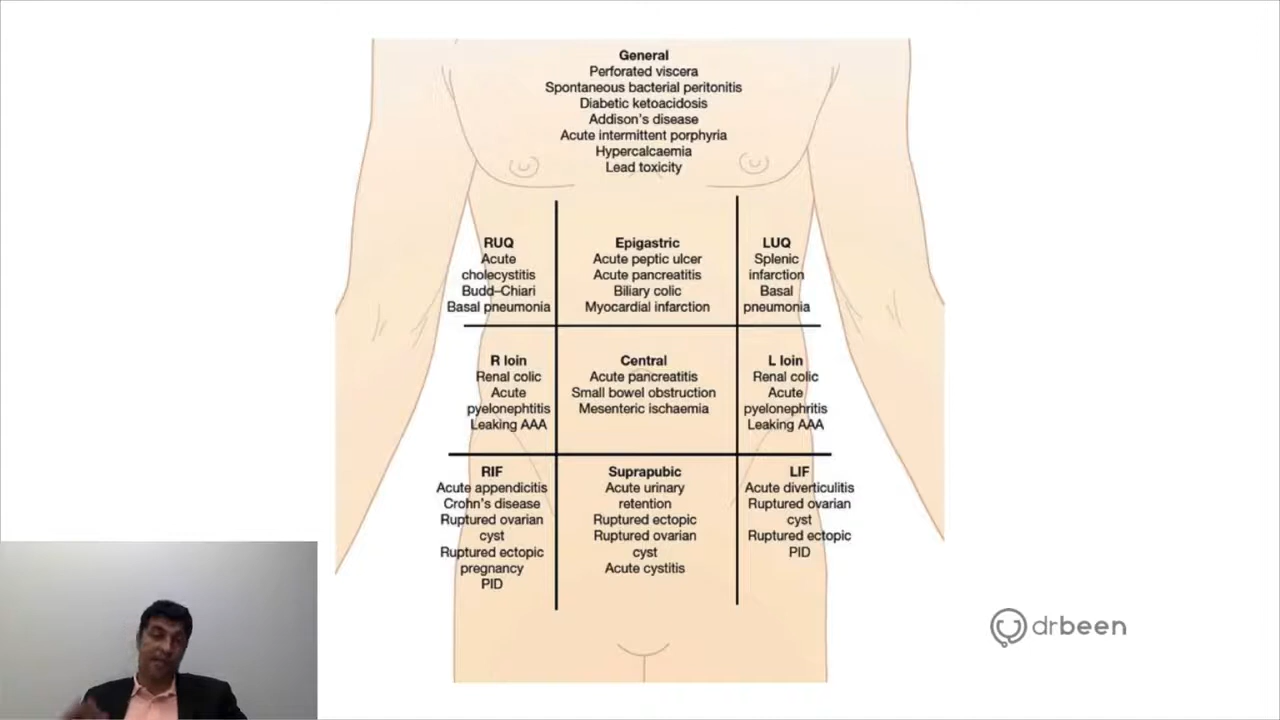 General
Perforated viscera
Spontaneous bacterial peritonitis
Diabetic ketoacidosis
Addison's disease
Acute intermittent porphyria
Hypercalcaemia
Lead toxicity
RUQ
Acute
cholecystitis
Budd–Chiari
Basal pneumonia
Epigastric
Acute peptic ulcer
Acute pancreatitis
Biliary colic
Myocardial infarction
LUQ
Splenic
infarction
Basal
pneumonia
R loin
Renal colic
Acute
pyelonephtitis
Leaking AAA
Central
Acute pancreatitis
Small bowel obstruction
Mesenteric ischaemia
L loin
Renal colic
Acute
pyelonephritis
Leaking AAA
RIF
Acute appendicitis
Crohn's disease
Ruptured ovarian
cyst
Ruptured ectopic
pregnancy
PID
Suprapubic
Acute urinary
retention
Ruptured ectopic
Ruptured ovarian
cyst
Acute cystitis
LIF
Acute diverticulitis
Ruptured ovarian
cyst
Ruptured ectopic
PID
drbeen